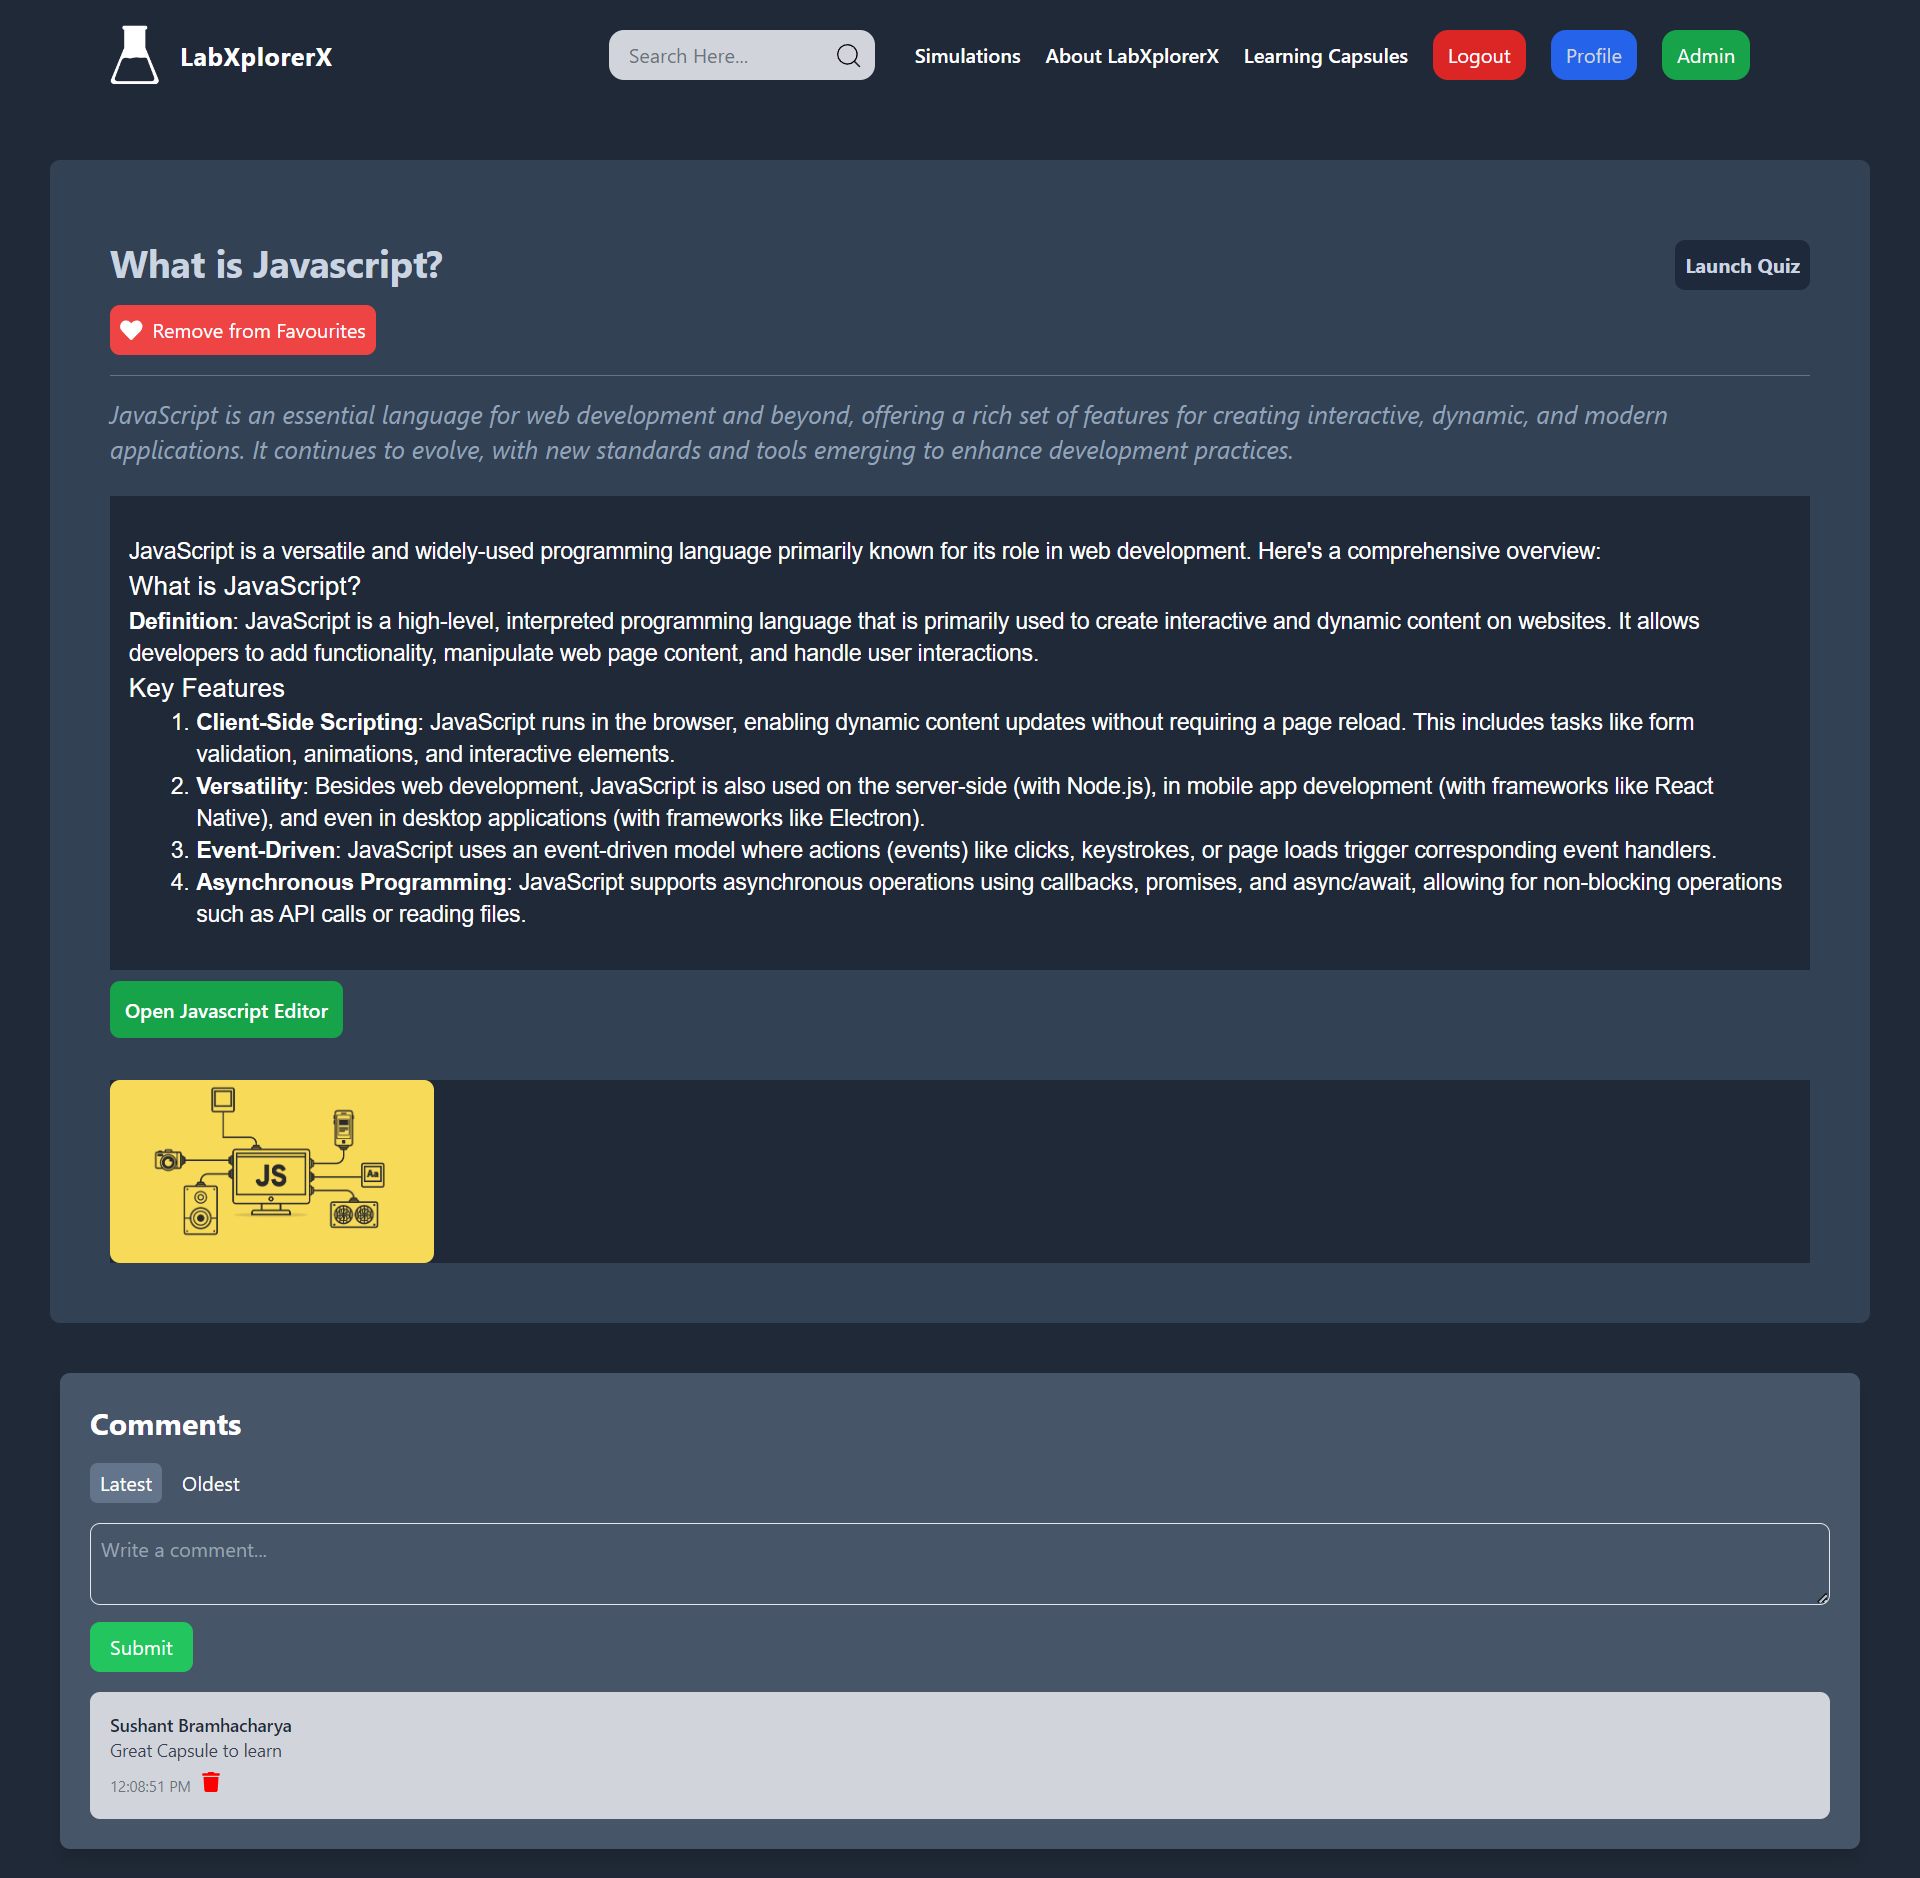 LabXplorerX
Search Here...
Simulations
About LabXplorerX
Learning Capsules
Logout
Profile
Admin
What is Javascript?
Launch Quiz
Remove from Favourites
JavaScript is an essential language for web development and beyond, offering a rich set of features for creating interactive, dynamic, and modern
applications. It continues to evolve, with new standards and tools emerging to enhance development practices.
JavaScript is a versatile and widely-used programming language primarily known for its role in web development. Here's a comprehensive overview:
What is JavaScript?
Definition: JavaScript is a high-level, interpreted programming language that is primarily used to create interactive and dynamic content on websites. It allows
developers to add functionality, manipulate web page content, and handle user interactions.
Key Features
1. Client-Side Scripting: JavaScript runs in the browser, enabling dynamic content updates without requiring a page reload. This includes tasks like form
validation, animations, and interactive elements.
2. Versatility: Besides web development, JavaScript is also used on the server-side (with Node.js), in mobile app development (with frameworks like React
Native), and even in desktop applications (with frameworks like Electron).
3. Event-Driven: JavaScript uses an event-driven model where actions (events) like clicks, keystrokes, or page loads trigger corresponding event handlers.
4. Asynchronous Programming: JavaScript supports asynchronous operations using callbacks, promises, and async/await, allowing for non-blocking operations
such as API calls or reading files.
Open Javascript Editor
JS
Aa
Comments
Latest
Oldest
Write a comment...
Submit
Sushant Bramhacharya
Great Capsule to learn
12:08:51 PM